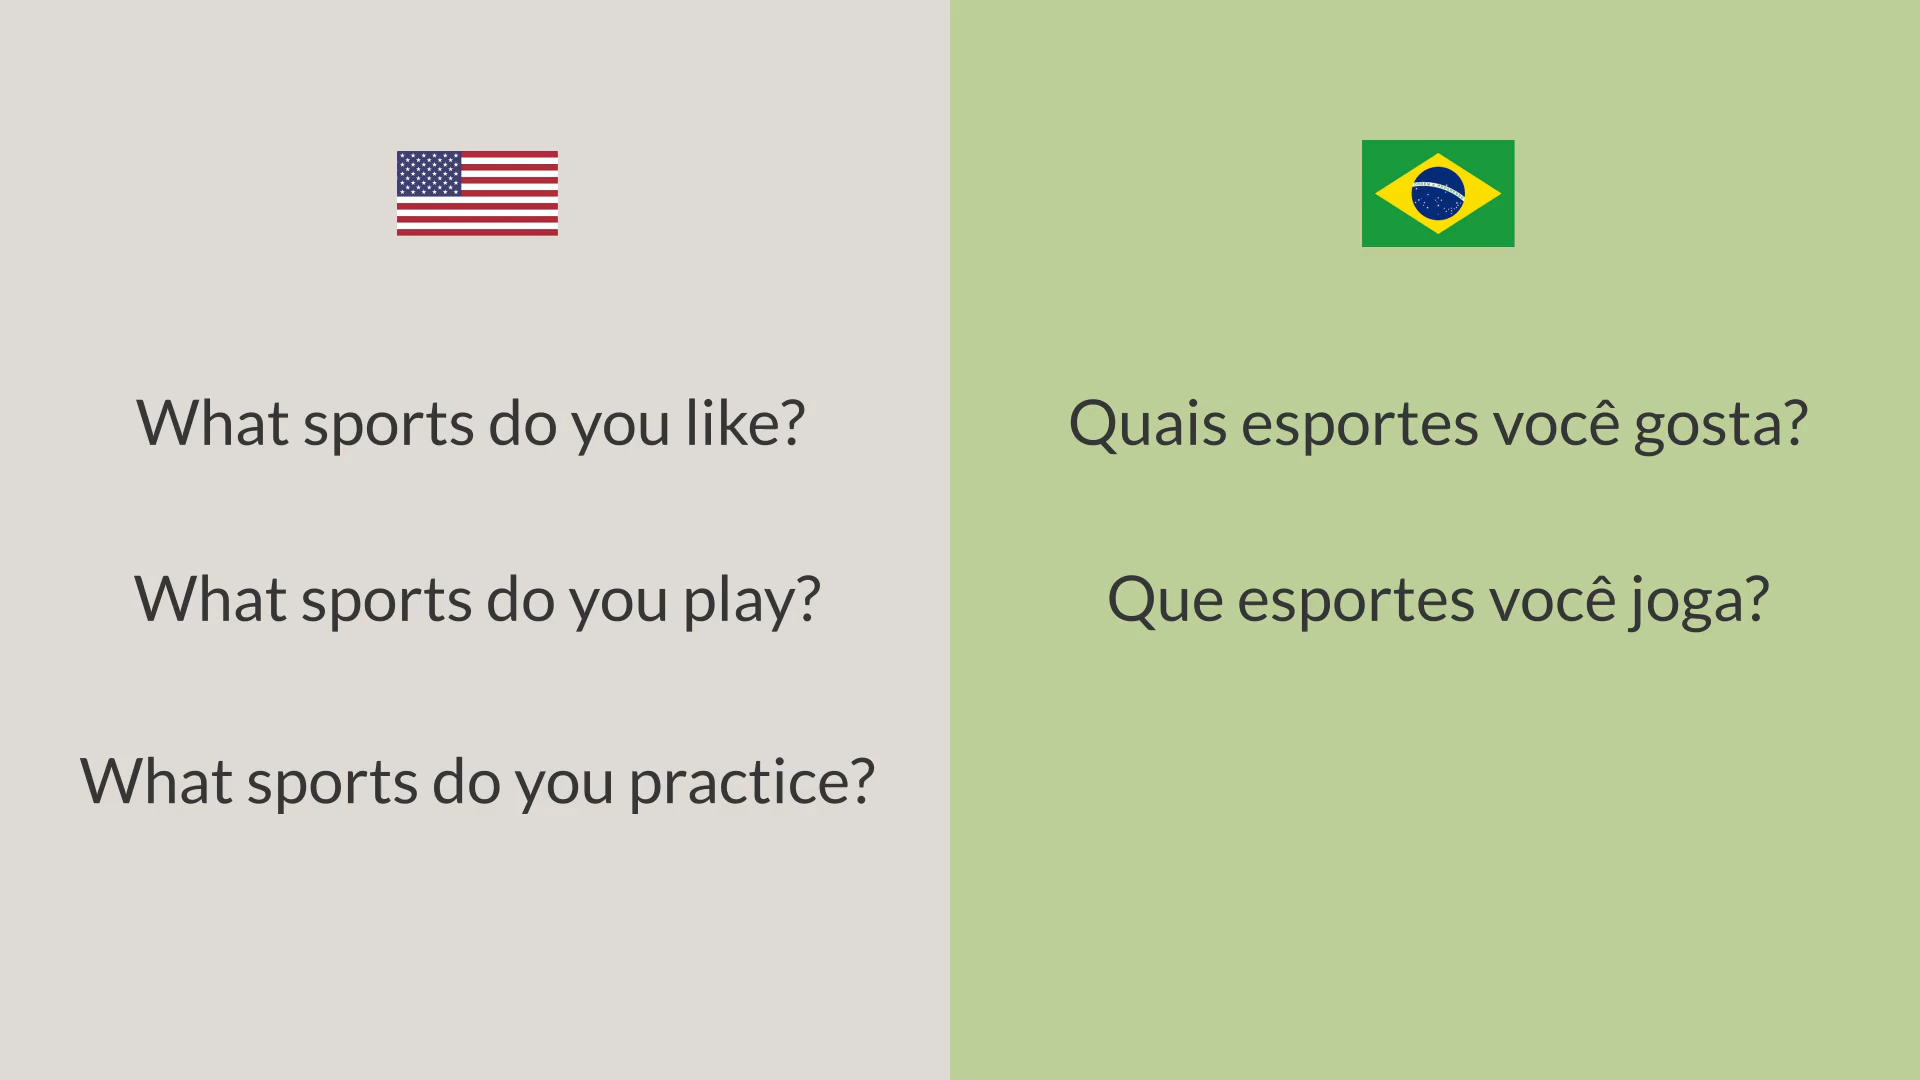 What sports do you like?
What sports do you play?
What sports do you practice?
Quais esportes você gosta?
Que esportes você joga?